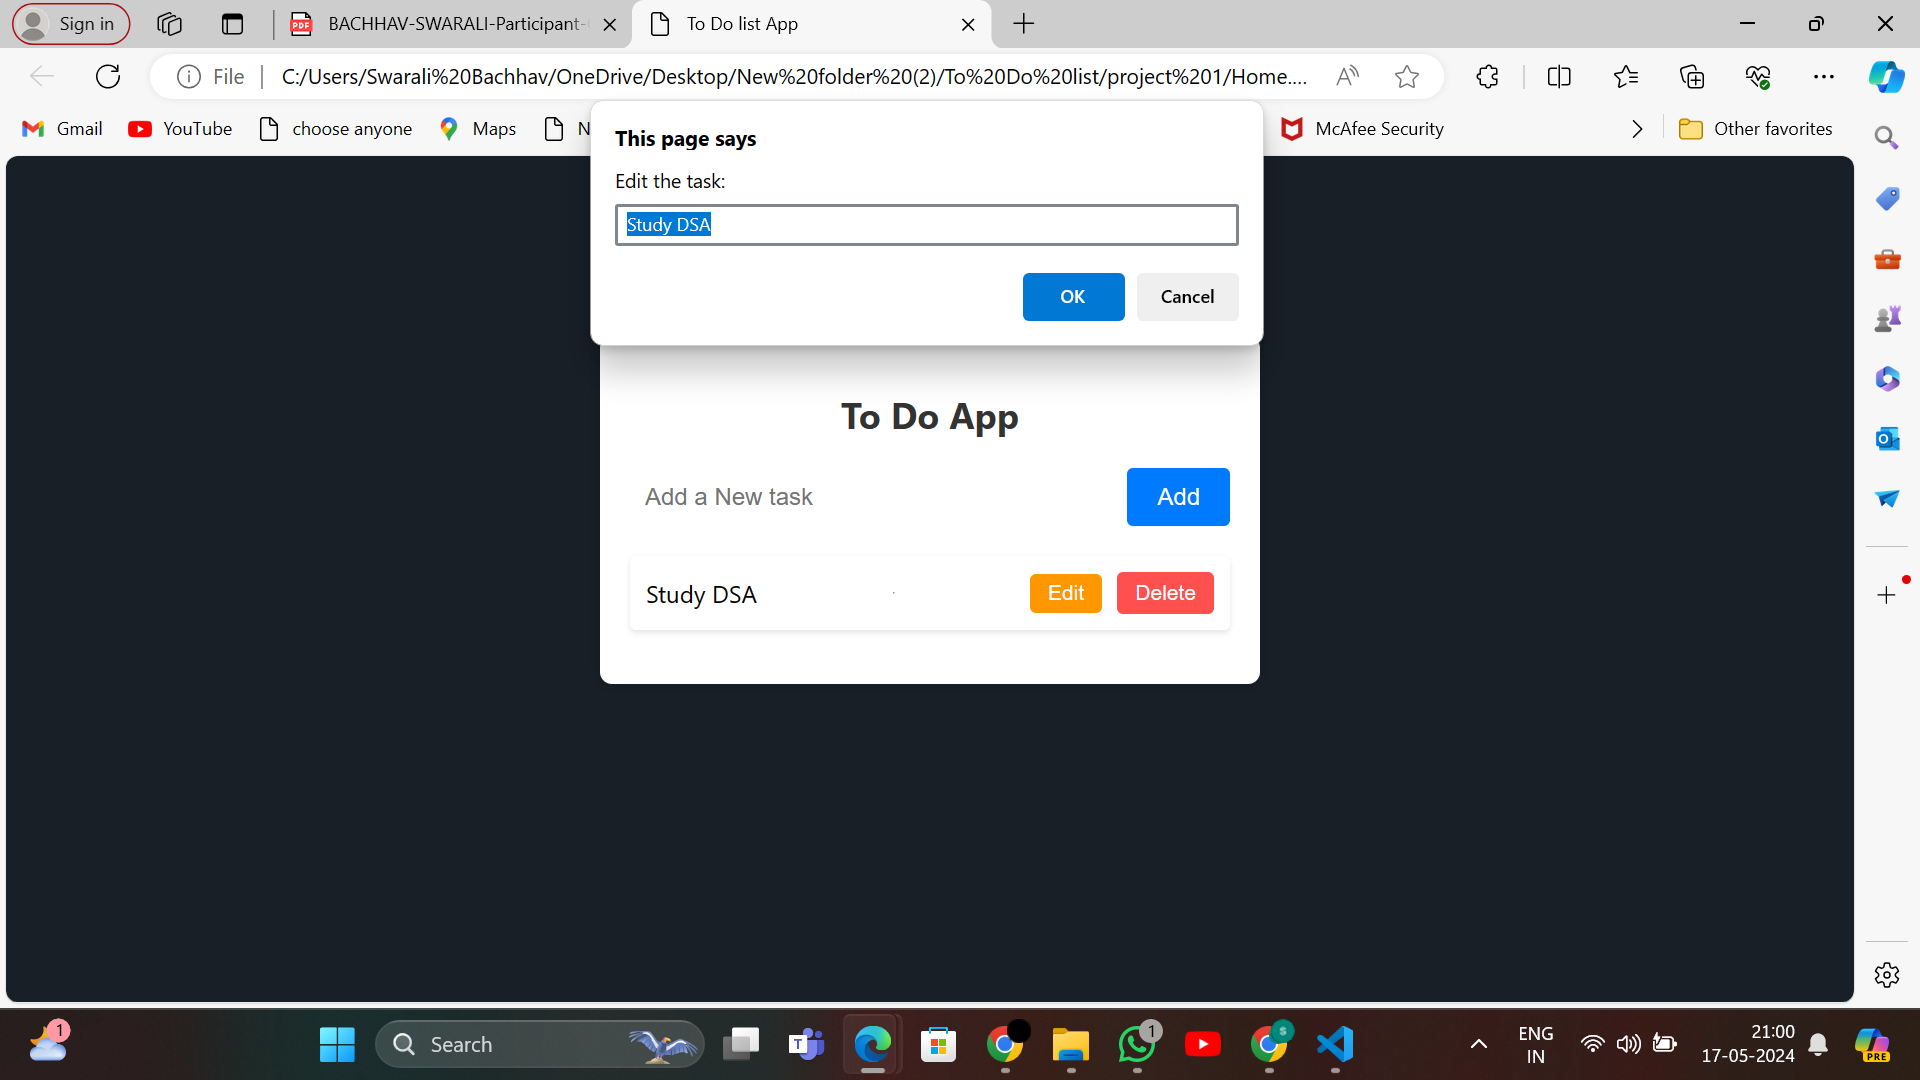 Sign in
BACHHAV-SWARALI-Participant-
To Do list App
File
C:/Users/Swarali%20Bachhav/OneDrive/Desktop/New%20folder%20(2)/To%20Do%20list/project%201/Home....
Gmail
YouTube
choose anyone
Maps
N
McAfee Security
Other favorites
This page says
Edit the task:
Study DSA
OK
Cancel
To Do App
Add a New task
Add
Study DSA
Edit
Delete
1
Search
1
S
ENG
IN
21:00
17-05-2024
PRE